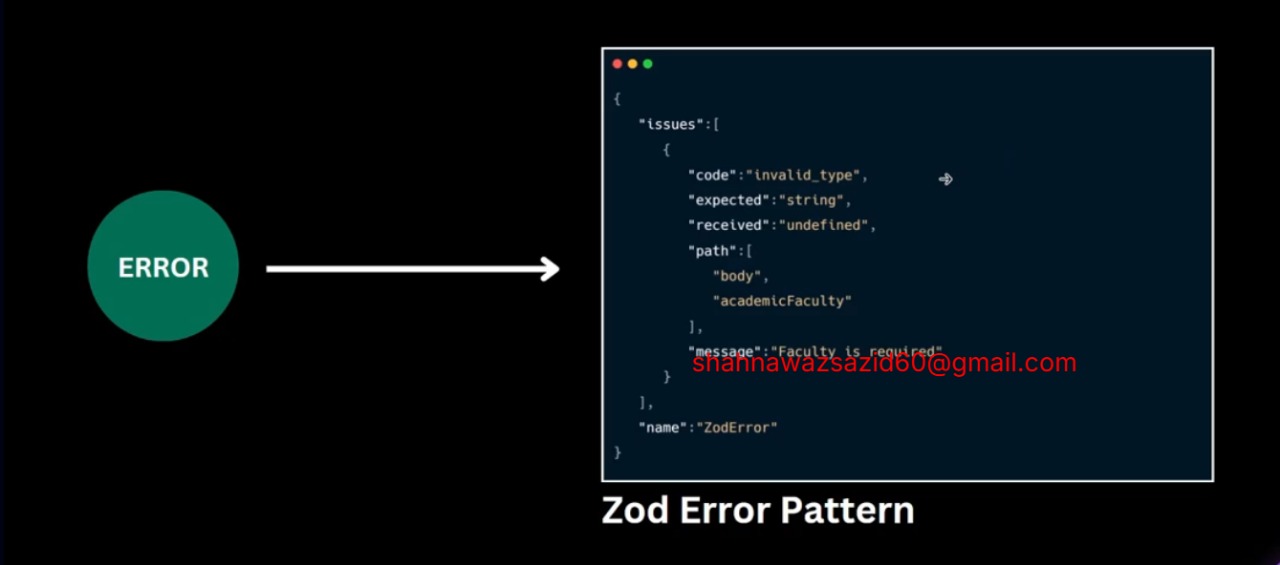 ERROR
{
"issues":[
{
"code":"invalid_type",
"expected":"string",
"received":"undefined",
"path":[
"body",
"academicFaculty"
],
"message":"Faculty is required"
shahnawazsazid60@gmail.com
}
],
"name":"ZodError"
}
Zod Error Pattern